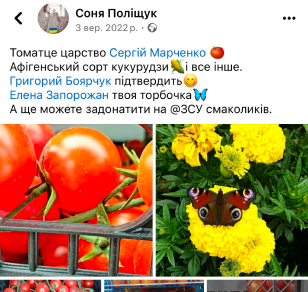 Соня Поліщук
3 вер. 2022 р. ·
Томатце царство Сергій Марченко 🍅
Афігенський сорт кукурудзи🌽і все інше.
Григорий Боярчук підтвердить😋
Елена Запорожан твоя торбочка🦋
А ще можете задонатити на @ЗСУ смаколиків.